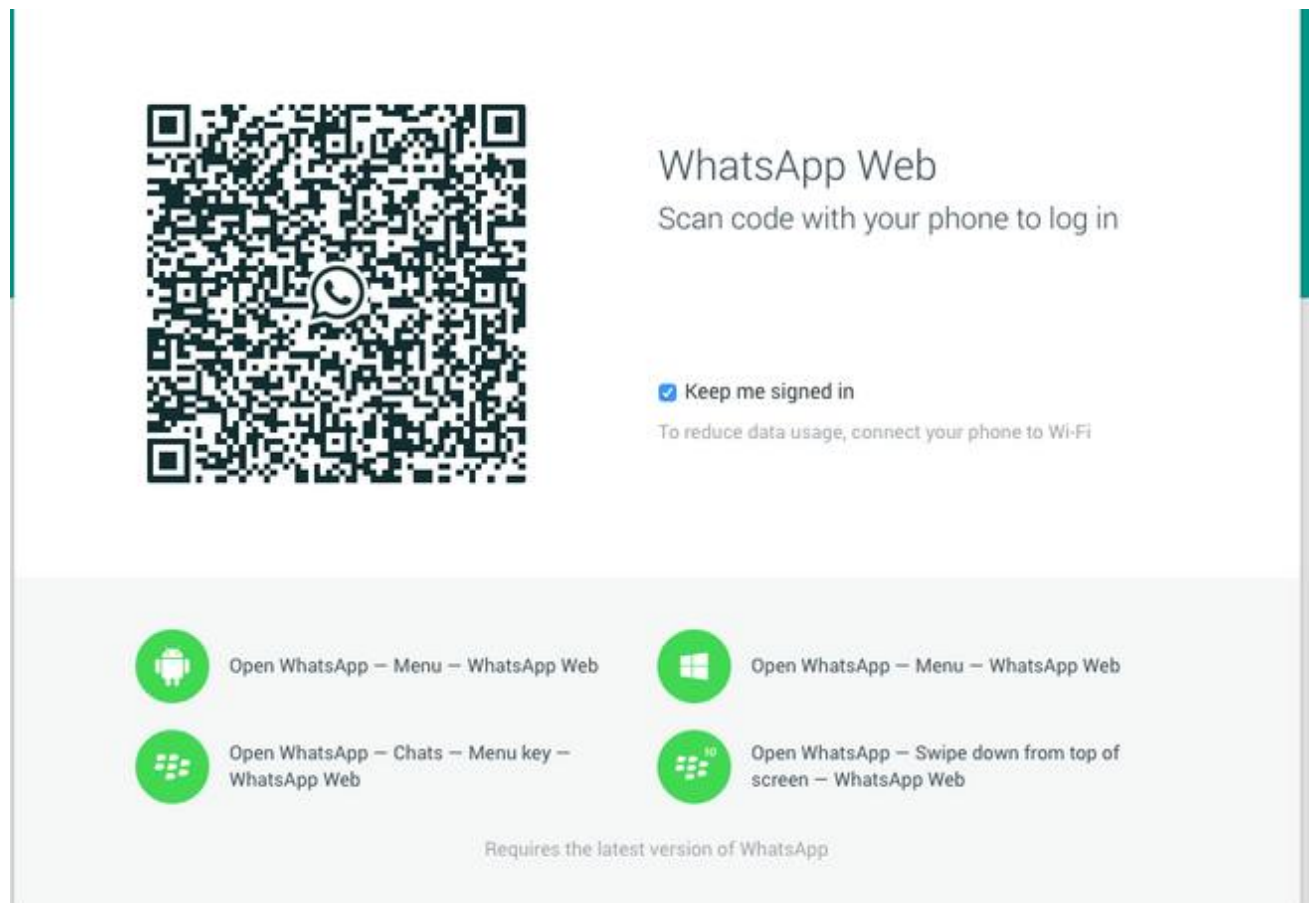 WhatsApp Web
Scan code with your phone to log in
Keep me signed in
To reduce data usage, connect your phone to Wi-Fi
Open WhatsApp — Menu — WhatsApp Web
Open WhatsApp — Menu — WhatsApp Web
Open WhatsApp — Chats — Menu key —
WhatsApp Web
10
Open WhatsApp — Swipe down from top of
screen — WhatsApp Web
Requires the latest version of WhatsApp